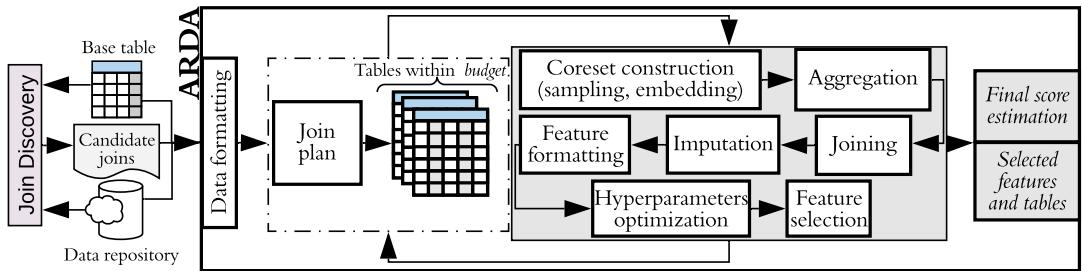 Join Discovery
Base table
Candidate
joins
Data repository
ARDA
Data formatting
Join
plan
Tables within budget
Coreset construction
(sampling, embedding)
Aggregation
Feature
formatting
Imputation
Joining
Hyperparameters
optimization
Feature
selection
Final score
estimation
Selected
features
and tables